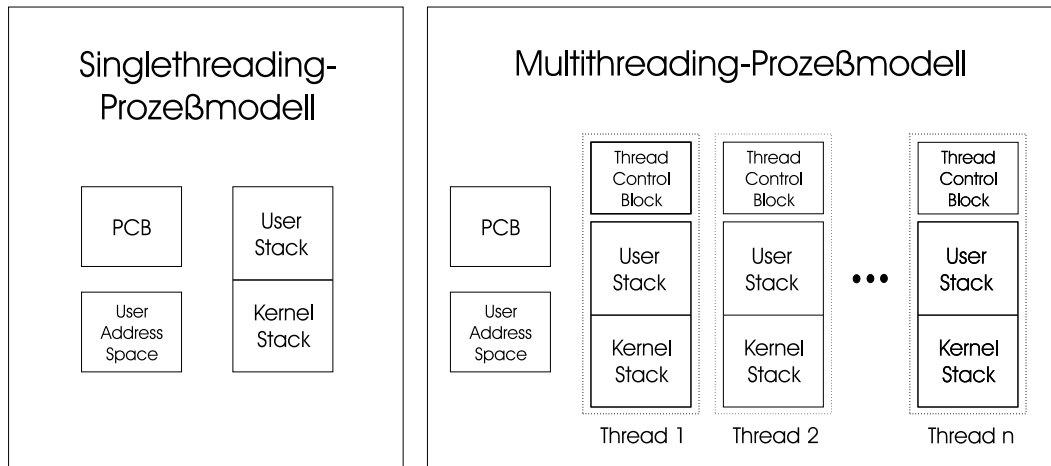 Singlethreading-
Prozeßmodell
PCB
User
Address
Space
User
Stack
Kernel
Stack
Multithreading-Prozeßmodell
PCB
User
Address
Space
Thread
Control
Block
User
Stack
Kernel
Stack
Thread 1
Thread
Control
Block
User
Stack
Kernel
Stack
Thread 2
•••
Thread
Control
Block
User
Stack
Kernel
Stack
Thread n